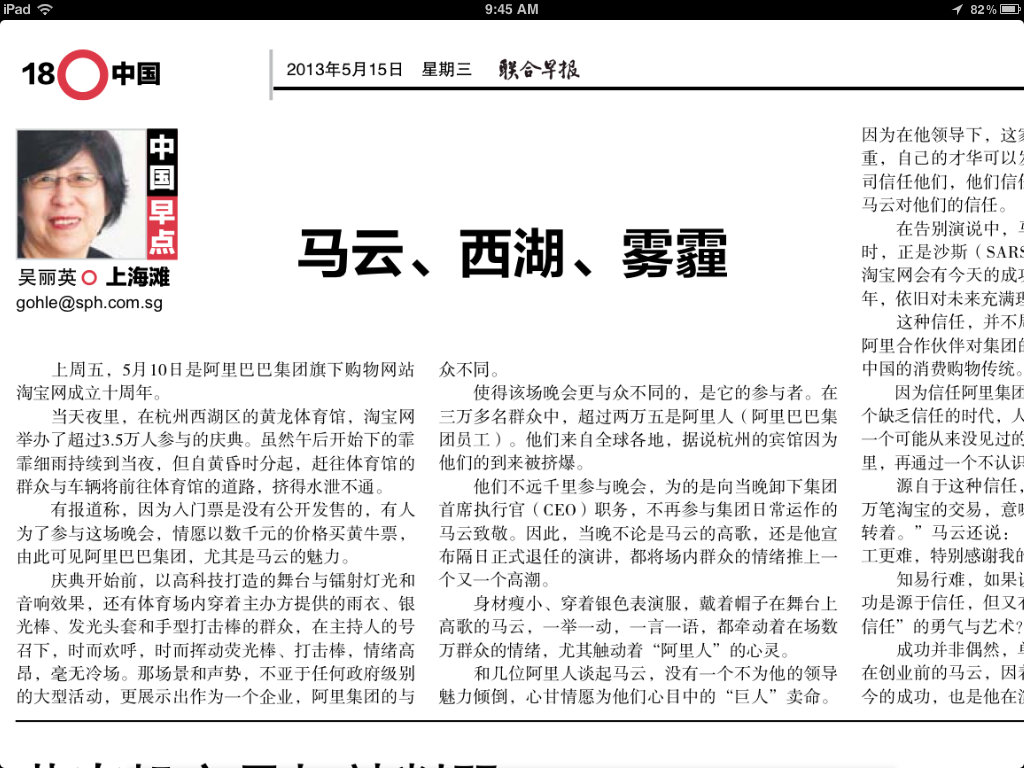 iPad
9:45 AM
82%
18 中国
2013年5月15日 星期三 联合早报
中国
早点
吴丽英 上海滩
gohle@sph.com.sg
马云、西湖、雾霾
上周五，5月10日是阿里巴巴集团旗下购物网站
淘宝网成立十周年。
当天夜里，在杭州西湖区的黄龙体育馆，淘宝网
举办了超过3.5万人参与的庆典。虽然午后开始下的霏
霏细雨持续到当夜，但自黄昏时分起，赶往体育馆的
群众与车辆将前往体育馆的道路，挤得水泄不通。
有报道称，因为入门票是没有公开发售的，有人
为了参与这场晚会，情愿以数千元的价格买黄牛票，
由此可见阿里巴巴集团，尤其是马云的魅力。
庆典开始前，以高科技打造的舞台与镭射灯光和
音响效果，还有体育场内穿着主办方提供的雨衣、银
光棒、发光头套和手型打击棒的群众，在主持人的号
召下，时而欢呼，时而挥动荧光棒、打击棒，情绪高
昂，毫无冷场。那场景和声势，不亚于任何政府级别
的大型活动，更展示出作为一个企业，阿里集团的与
众不同。
使得该场晚会更与众不同的，是它的参与者。在
三万多名群众中，超过两万五是阿里人（阿里巴巴集
团员工）。他们来自全球各地，据说杭州的宾馆因为
他们的到来被挤爆。
他们不远千里参与晚会，为的是向当晚卸下集团
首席执行官（CEO）职务，不再参与集团日常运作的
马云致敬。因此，当晚不论是马云的高歌，还是他宣
布隔日正式退任的演讲，都将场内群众的情绪推上一
个又一个高潮。
身材瘦小、穿着银色表演服，戴着帽子在舞台上
高歌的马云，一举一动，一言一语，都牵动着在场数
万群众的情绪，尤其触动着“阿里人”的心灵。
和几位阿里人谈起马云，没有一个不为他的领导
魅力倾倒，心甘情愿为他们心目中的“巨人”卖命。
因为在他领导下，这
重，自己的才华可以
司信任他们，他们信
马云对他们的信任。
在告别演说中，
时，正是沙斯（SARS
淘宝网会有今天的成
年，依旧对未来充满
这种信任，并不
阿里合作伙伴对集团
中国的消费购物传统。
因为信任阿里集
个缺乏信任的时代，人
一个可能从来没见过的
里，再通过一个不认
源自于这种信任，
万笔淘宝的交易，意
转着。”马云还说：
工更难，特别感谢我
知易行难，如果
功是源于信任，但又
信任”的勇气与艺术？
成功并非偶然，
在创业前的马云，因
今的成功，也是他在